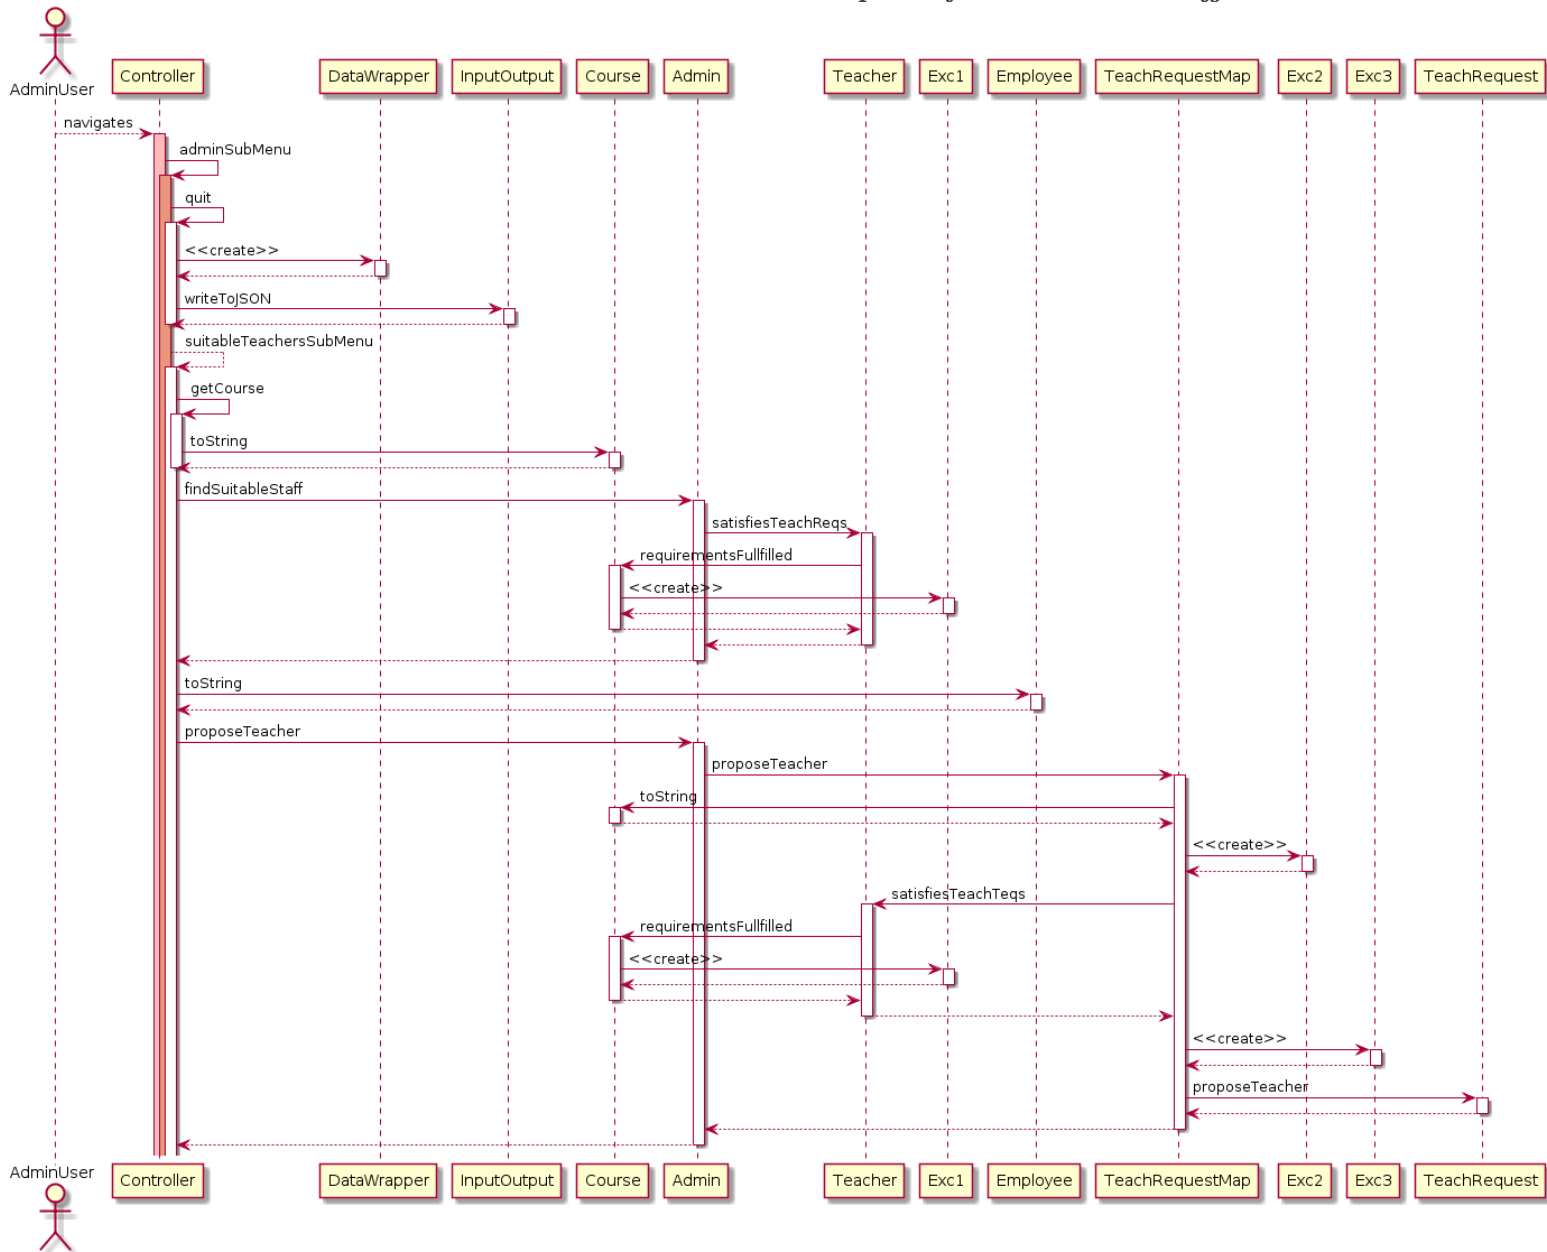 AdminUser
Controller
DataWrapper
InputOutput
Course
Admin
Teacher
Exc1
Employee
TeachRequestMap
Exc2
Exc3
TeachRequest
navigates
adminSubMenu
quit
<<create>>
writeToJSON
suitableTeachersSubMenu
getCourse
toString
findSuitableStaff
satisfiesTeachReqs
requirementsFullfilled
<<create>>
toString
proposeTeacher
proposeTeacher
toString
<<create>>
satisfiesTeachTeqs
requirementsFullfilled
<<create>>
<<create>>
proposeTeacher
AdminUser
Controller
DataWrapper
InputOutput
Course
Admin
Teacher
Exc1
Employee
TeachRequestMap
Exc2
Exc3
TeachRequest